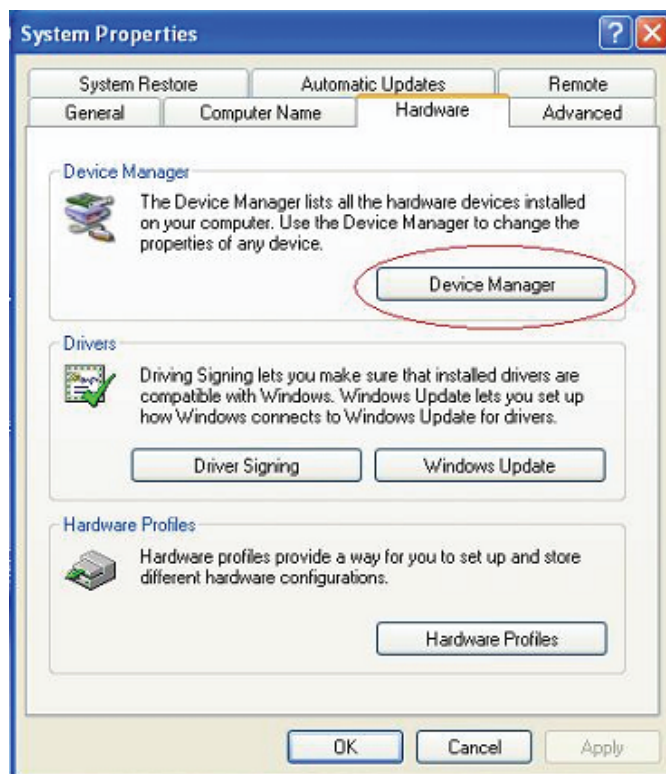 System Properties
System Restore Automatic Updates Remote
General Computer Name Hardware Advanced
Device Manager
The Device Manager lists all the hardware devices installed
on your computer. Use the Device Manager to change the
properties of any device.
Device Manager
Drivers
Driving Signing lets you make sure that installed drivers are
compatible with Windows. Windows Update lets you set up
how Windows connects to Windows Update for drivers.
Driver Signing Windows Update
Hardware Profiles
Hardware profiles provide a way for you to set up and store
different hardware configurations.
Hardware Profiles
OK Cancel Apply